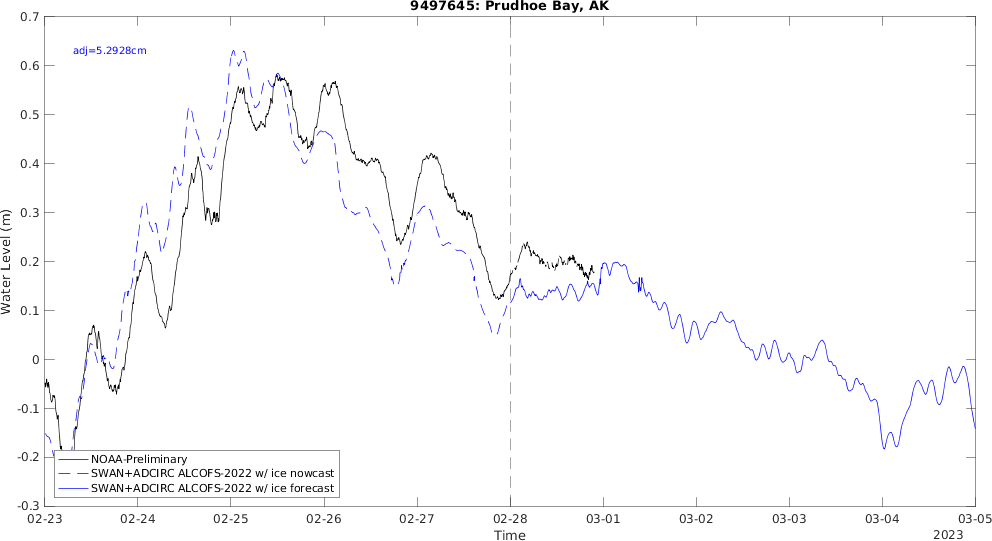 9497645: Prudhoe Bay, AK
adj=5.2928cm
0.7
0.6
0.5
0.4
0.3
0.2
0.1
0
-0.1
-0.2
-0.3
Water Level (m)
NOAA-Preliminary
SWAN+ADCIRC ALCOFS-2022 w/ ice nowcast
SWAN+ADCIRC ALCOFS-2022 w/ ice forecast
02-23 02-24 02-25 02-26 02-27 02-28 03-01 03-02 03-03 03-04 03-05
Time
2023